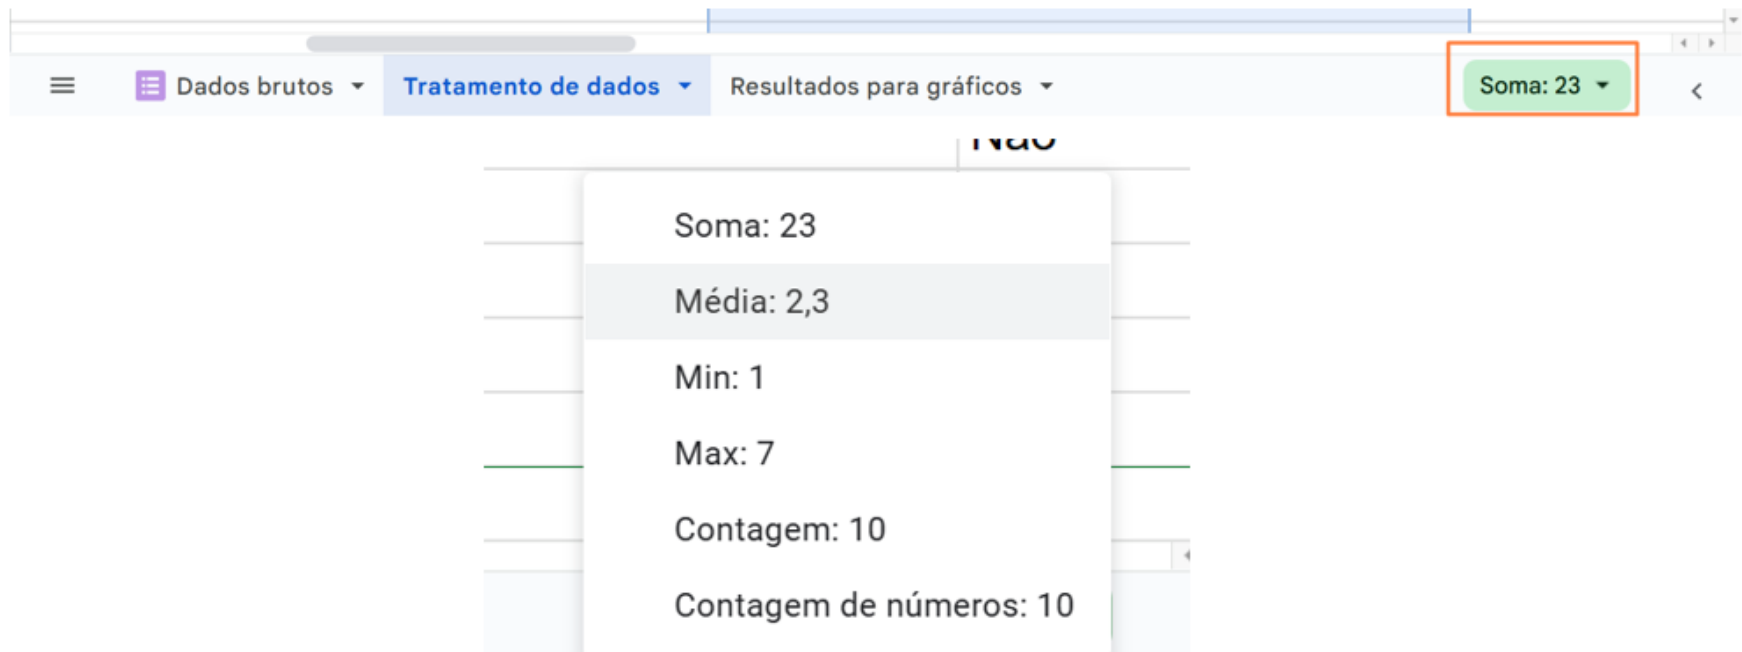 Dados brutos Tratamento de dados Resultados para gráficos Soma: 23
Não
Soma: 23
Média: 2,3
Min: 1
Max: 7
Contagem: 10
Contagem de números: 10